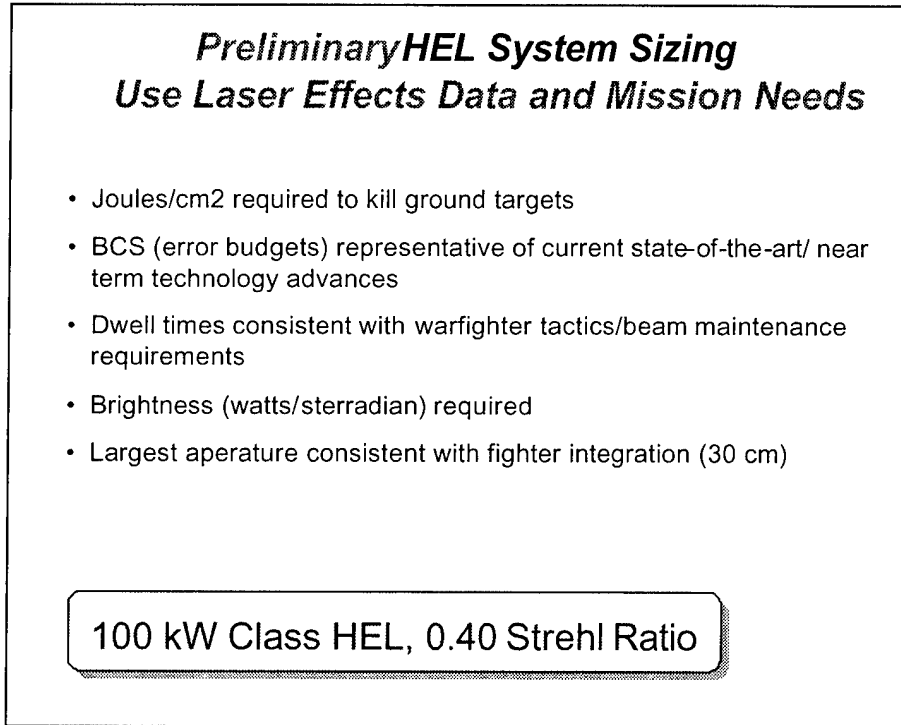 PreliminaryHEL System Sizing
Use Laser Effects Data and Mission Needs
• Joules/cm2 required to kill ground targets
• BCS (error budgets) representative of current state-of-the-art/ near
term technology advances
• Dwell times consistent with warfighter tactics/beam maintenance
requirements
• Brightness (watts/sterradian) required
• Largest aperature consistent with fighter integration (30 cm)
100 kW Class HEL, 0.40 Strehl Ratio